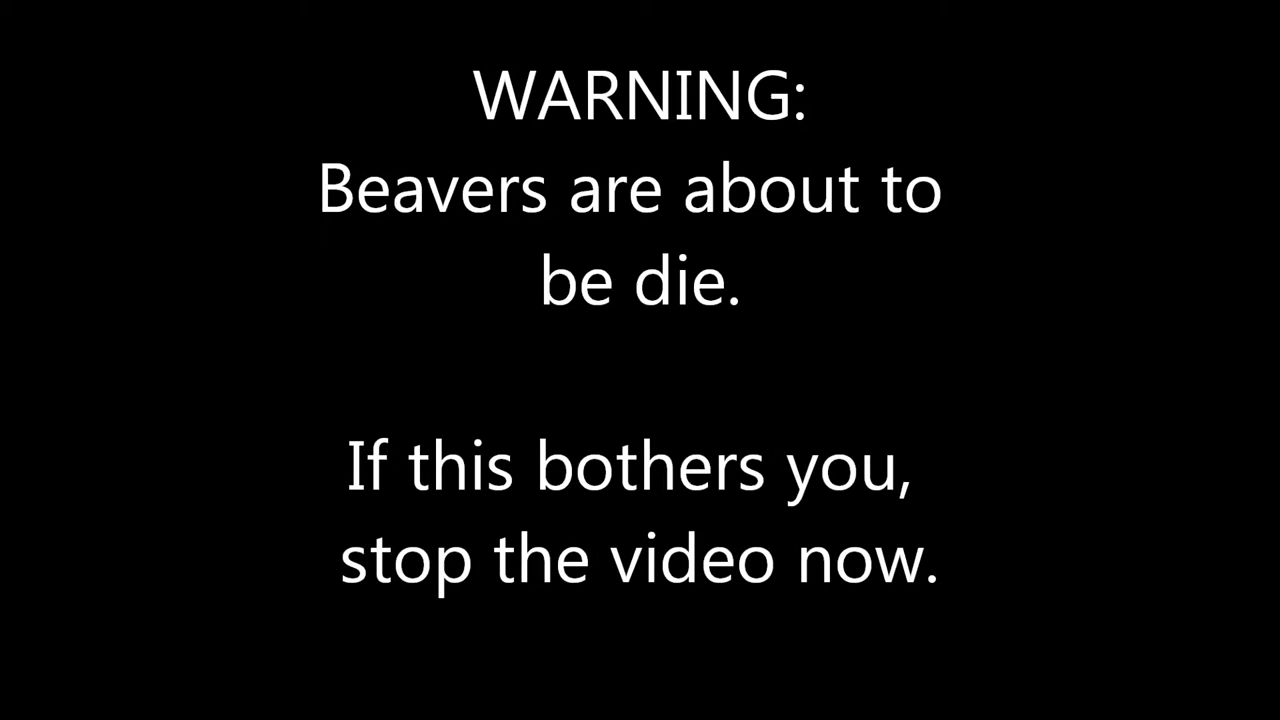 WARNING:
Beavers are about to
be die.
If this bothers you,
stop the video now.